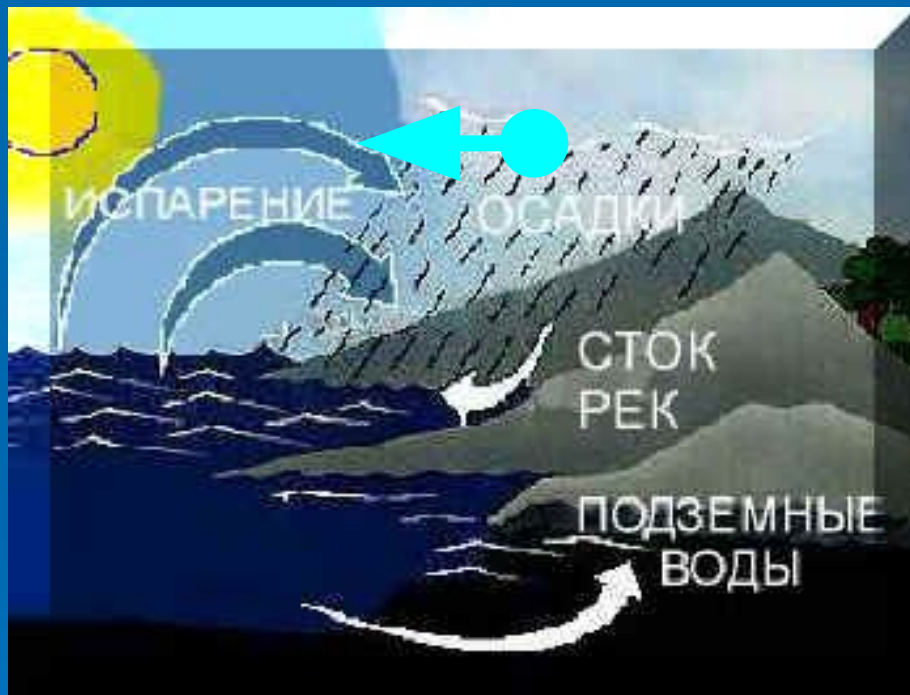 ИСПАРЕНИЕ
ОСАДКИ
СТОК
РЕК
ПОДЗЕМНЫЕ
ВОДЫ